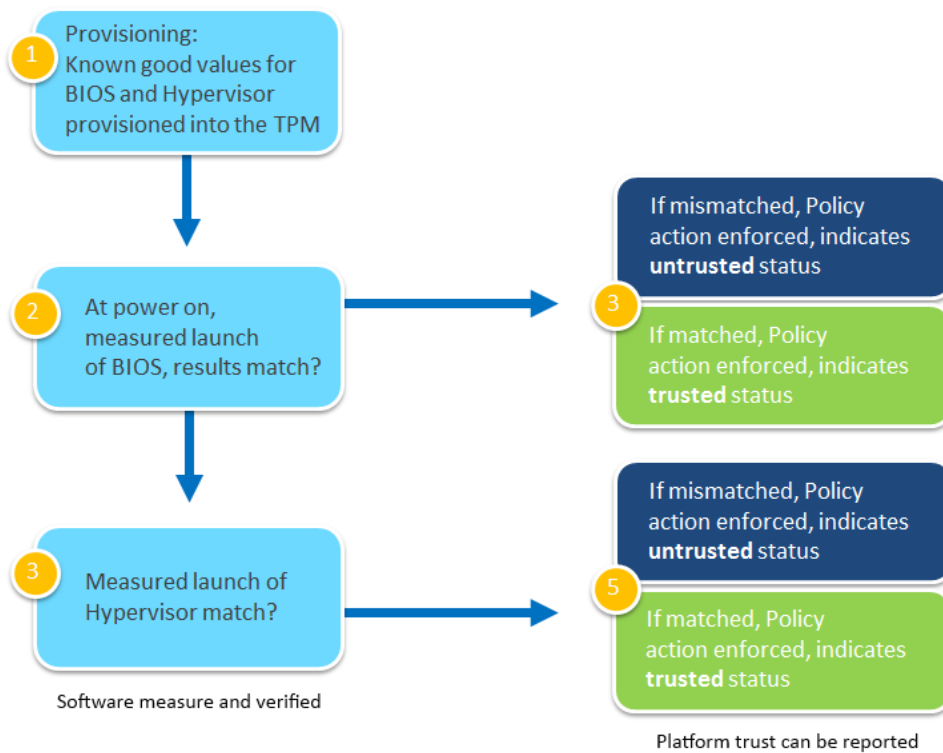 1
Provisioning:
Known good values for
BIOS and Hypervisor
provisioned into the TPM
2
At power on,
measured launch
of BIOS, results match?
If mismatched, Policy
action enforced, indicates
untrusted status
3
If matched, Policy
action enforced, indicates
trusted status
3
Measured launch of
Hypervisor match?
If mismatched, Policy
action enforced, indicates
untrusted status
5
If matched, Policy
action enforced, indicates
trusted status
Software measure and verified
Platform trust can be reported